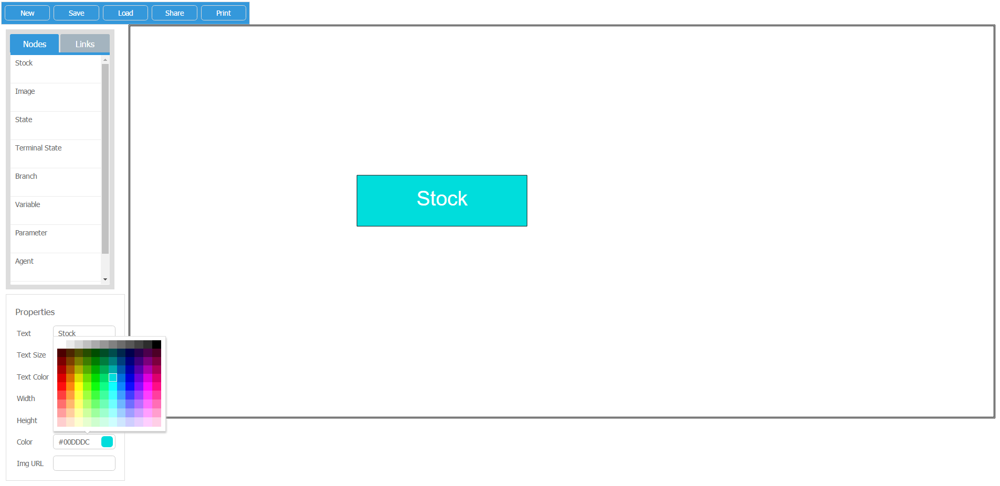 New Save Load Share Print
Nodes Links
Stock
Image
State
Terminal State
Branch
Variable
Parameter
Agent
Stock
Properties
Text Stock
Text Size
Text Color
Width
Height
Color #00DDDC
Img URL